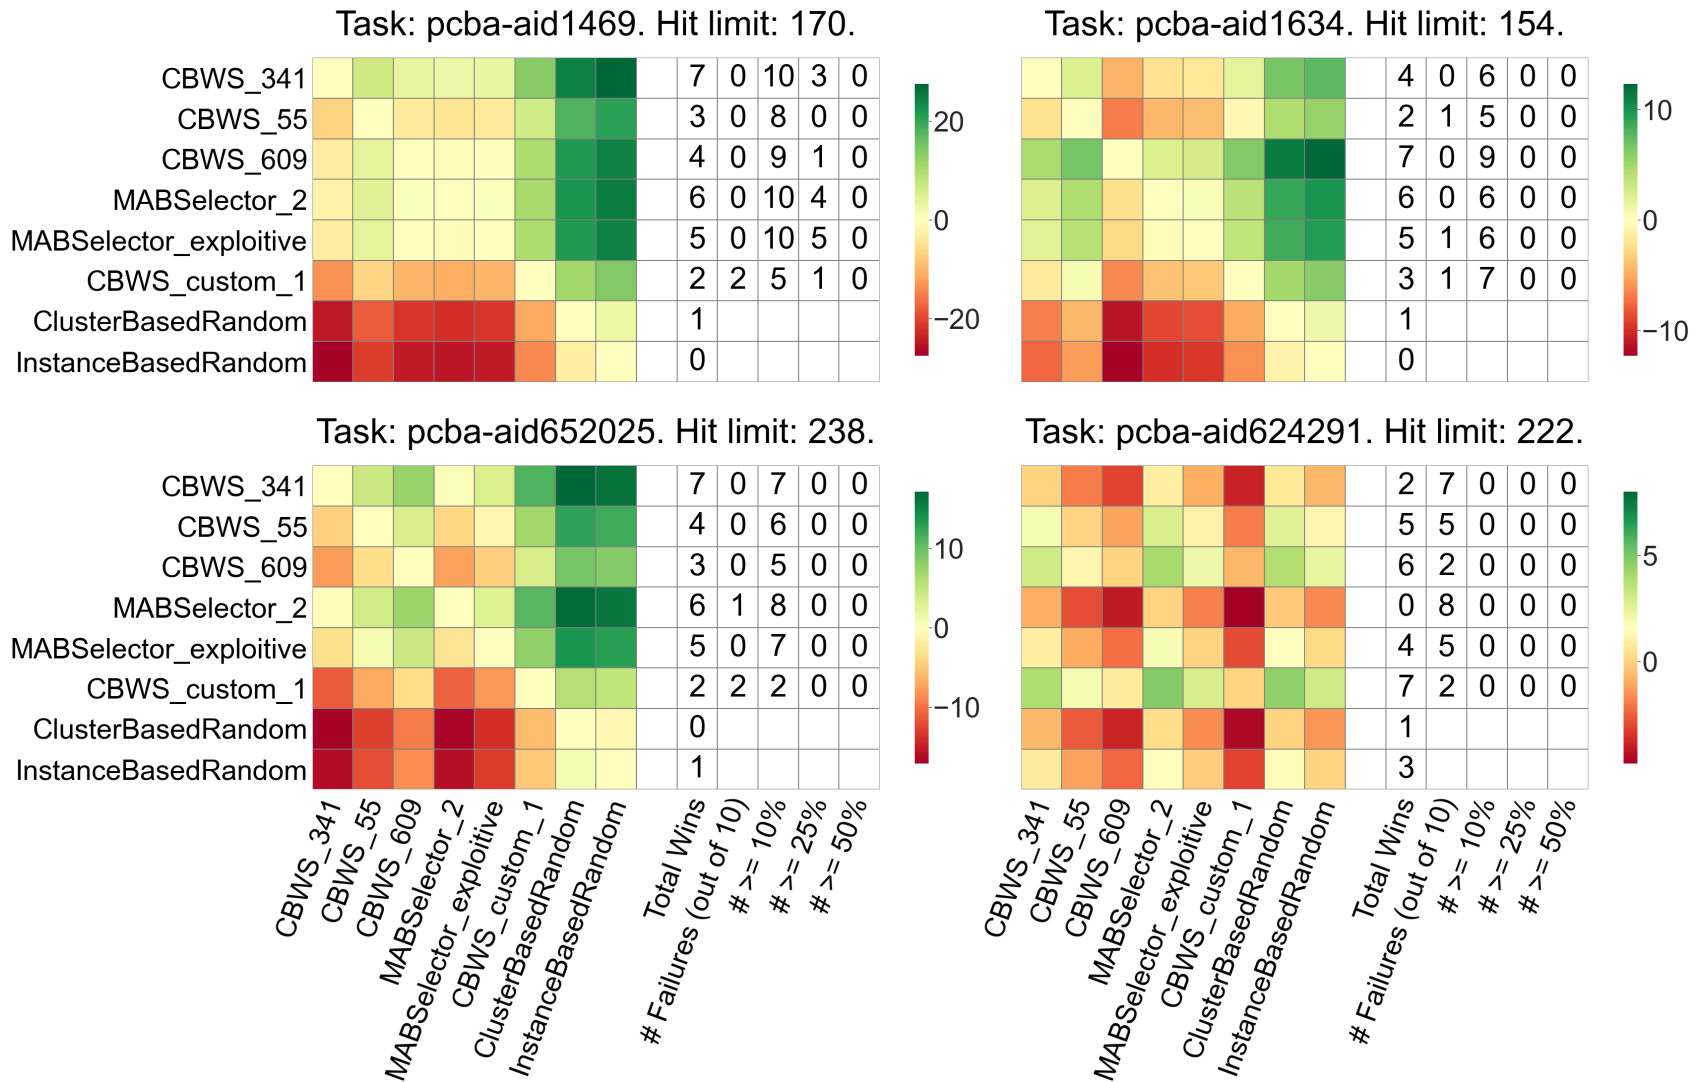 Task: pcba-aid1469. Hit limit: 170.
CBWS_341 7 0 10 3 0
CBWS_55 3 0 8 0 0
CBWS_609 4 0 9 1 0
MABSelector_2 6 0 10 4 0
MABSelector_exploitive 5 0 10 5 0
CBWS_custom_1 2 2 5 1 0
ClusterBasedRandom 1
InstanceBasedRandom 0
20
0
−20
Task: pcba-aid1634. Hit limit: 154.
4 0 6 0 0
2 1 5 0 0
7 0 9 0 0
6 0 6 0 0
5 1 6 0 0
3 1 7 0 0
1
0
10
0
−10
Task: pcba-aid652025. Hit limit: 238.
CBWS_341 7 0 7 0 0
CBWS_55 4 0 6 0 0
CBWS_609 3 0 5 0 0
MABSelector_2 6 1 8 0 0
MABSelector_exploitive 5 0 7 0 0
CBWS_custom_1 2 2 2 0 0
ClusterBasedRandom 0
InstanceBasedRandom 1
10
0
−10
CBWS_341
CBWS_55
CBWS_609
MABSelector_2
MABSelector_exploitive
CBWS_custom_1
ClusterBasedRandom
InstanceBasedRandom
Total Wins
# Failures (out of 10)
# >= 10%
# >= 25%
# >= 50%
Task: pcba-aid624291. Hit limit: 222.
2 7 0 0 0
5 5 0 0 0
6 2 0 0 0
0 8 0 0 0
4 5 0 0 0
7 2 0 0 0
1
3
5
0
CBWS_341
CBWS_55
CBWS_609
MABSelector_2
MABSelector_exploitive
CBWS_custom_1
ClusterBasedRandom
InstanceBasedRandom
Total Wins
# Failures (out of 10)
# >= 10%
# >= 25%
# >= 50%